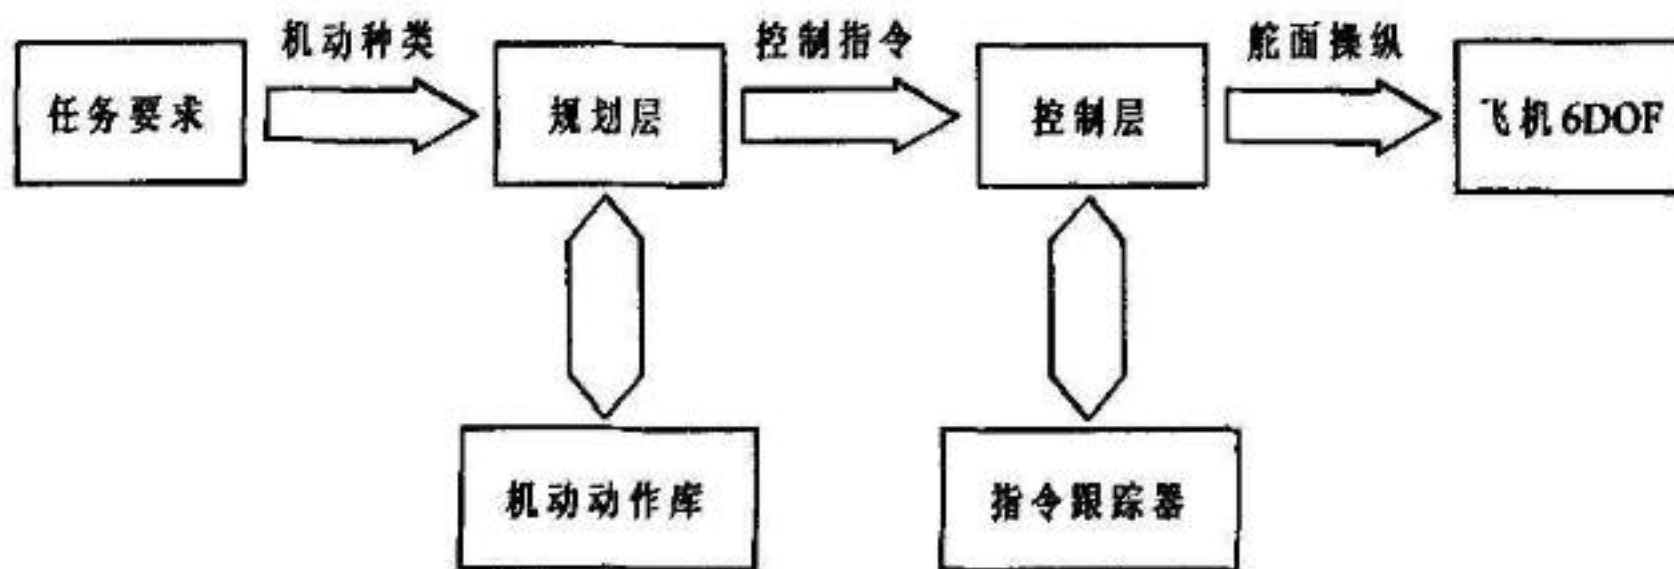 机动种类
控制指令
舵面操纵
任务要求
规划层
控制层
飞机6DOF
机动动作库
指令跟踪器